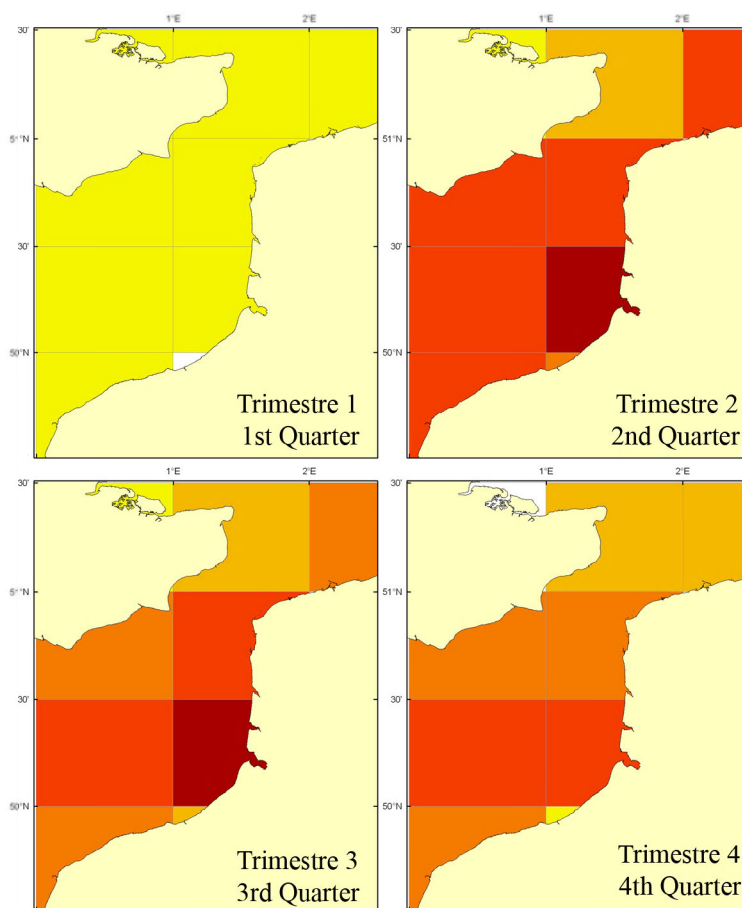 1°E 2°E 1°E 2°E
30' 30'
51°N 51°N
30' 30'
50°N 50°N
Trimestre 1
1st Quarter
Trimestre 2
2nd Quarter
1°E 2°E 1°E 2°E
30' 30'
51°N 51°N
30' 30'
50°N 50°N
Trimestre 3
3rd Quarter
Trimestre 4
4th Quarter